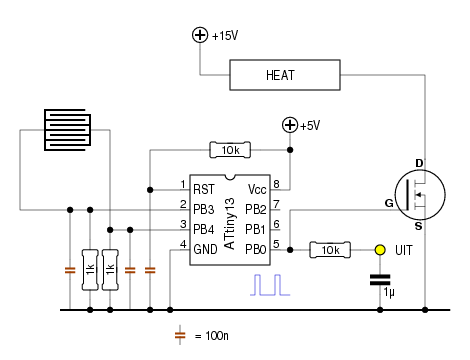 +15V
HEAT
+5V
10k
D
G
S
1 RST Vcc 8
2 PB3 PB2 7
3 PB4 PB1 6
4 GND PB0 5
ATtiny13
1k
1k
10k
UIT
1µ
= 100n